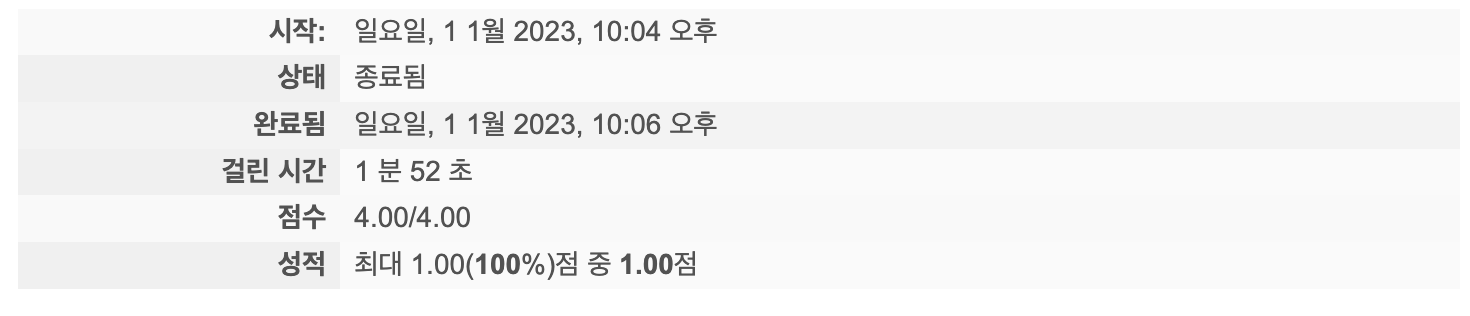 시작: 일요일, 1 1월 2023, 10:04 오후
상태 종료됨
완료됨 일요일, 1 1월 2023, 10:06 오후
걸린 시간 1 분 52 초
점수 4.00/4.00
성적 최대 1.00(100%)점 중 1.00점